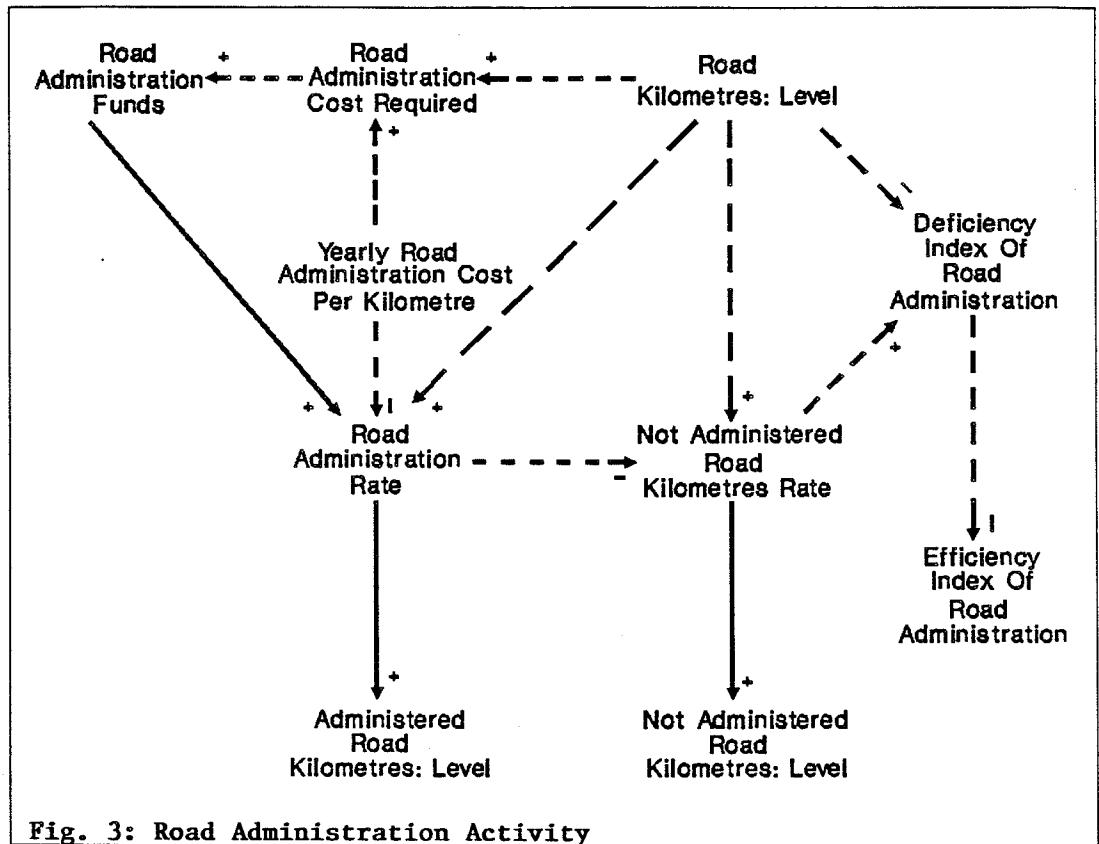 Road
Administration
Funds
+
Road
Administration
Cost Required
+
Road
Kilometres: Level
+
Yearly Road
Administration Cost
Per Kilometre
-
Deficiency
Index Of
Road
Administration
+
+
-
+
Road
Administration
Rate
-
+
Not Administered
Road
Kilometres Rate
-
Efficiency
Index Of
Road
Administration
+
Administered
Road
Kilometres: Level
+
Not Administered
Road
Kilometres: Level
Fig. 3: Road Administration Activity